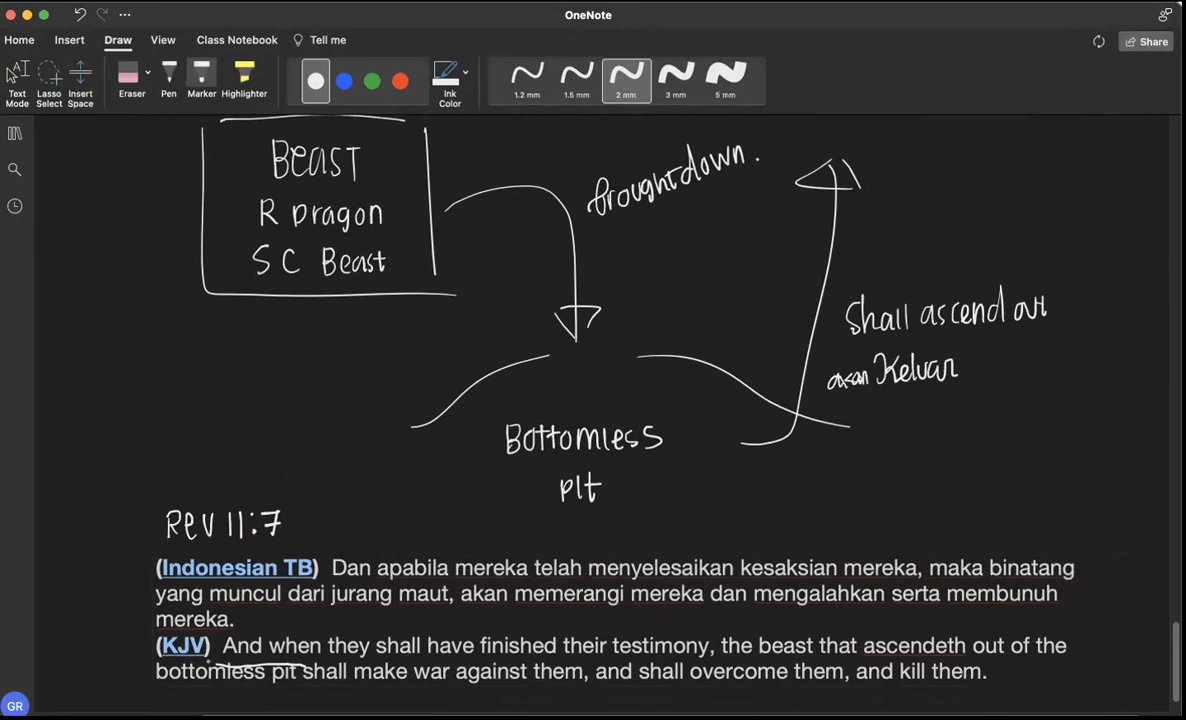 OneNote
Home Insert Draw View Class Notebook Tell me Share
Text Mode
Lasso Select
Insert Space
Eraser
Pen
Marker
Highlighter
Ink Color
1.2 mm
1.5 mm
2 mm
3 mm
5 mm
Beast
R Dragon
SC Beast
broughtdown.
Shall ascend out
akan Keluar
Bottomless
pit
Rev 11:7
(Indonesian TB) Dan apabila mereka telah menyelesaikan kesaksian mereka, maka binatang
yang muncul dari jurang maut, akan memerangi mereka dan mengalahkan serta membunuh
mereka.
(KJV) And when they shall have finished their testimony, the beast that ascendeth out of the
bottomless pit shall make war against them, and shall overcome them, and kill them.
GR